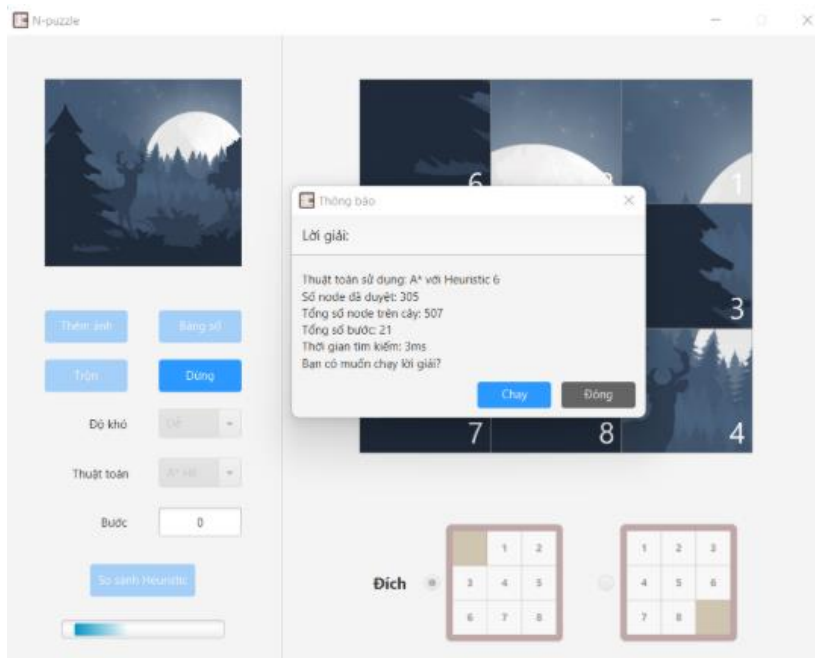 N-puzzle
6
1
Thông báo
Lời giải:
Thuật toán sử dụng: A* với Heuristic 6
Số node đã duyệt: 305
Tổng số node trên cây: 507
Tổng số bước: 21
Thời gian tìm kiếm: 3ms
Bạn có muốn chạy lời giải?
Chạy
Đóng
3
7
8
4
Thêm ảnh
Bảng số
Trộn
Dừng
Độ khó
Dễ
Thuật toán
Bước
0
So sánh Heuristic
Đích
1 2
3 4 5
6 7 8
1 2 3
4 5 6
7 8